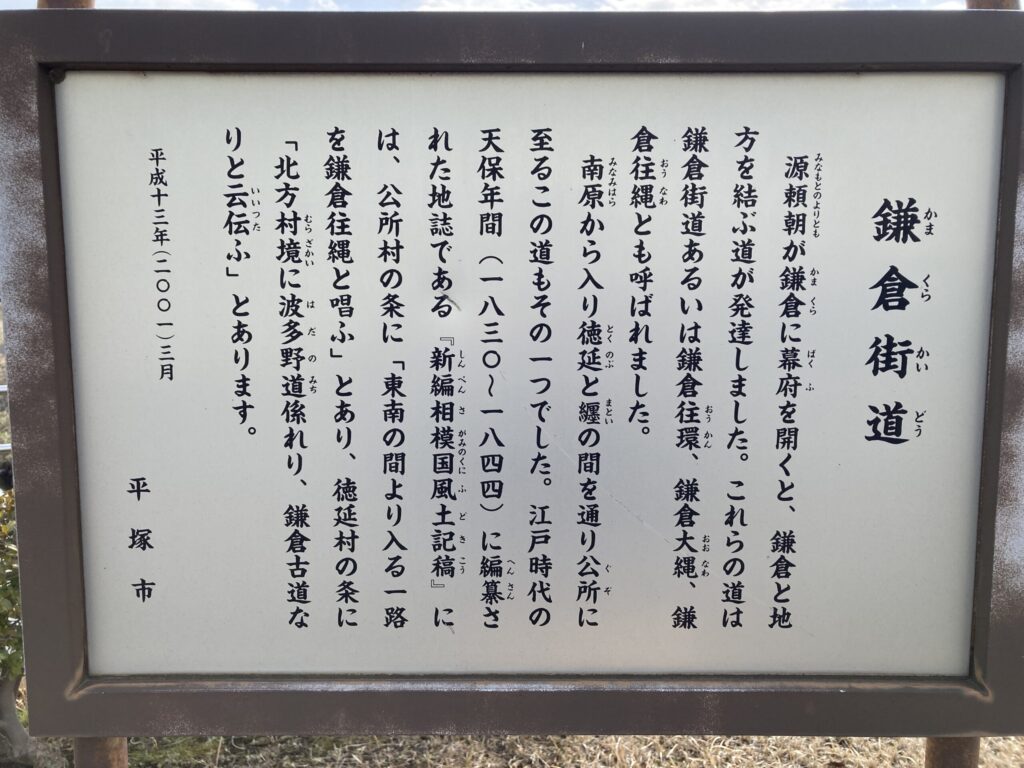 鎌倉街道
源頼朝が鎌倉に幕府を開くと、鎌倉と地
方を結ぶ道が発達しました。これらの道は
鎌倉街道あるいは鎌倉往環、鎌倉大縄、鎌
倉往縄とも呼ばれました。
南原から入り徳延と纒の間を通り公所に
至るこの道もその一つでした。江戸時代の
天保年間（一八三〇〜一八四四）に編纂さ
れた地誌である『新編相模国風土記稿』に
は、公所村の条に「東南の間より入る一路
を鎌倉往縄と唱ふ」とあり、徳延村の条に
「北方村境に波多野道係れり、鎌倉古道な
りと云伝ふ」とあります。
平成十三年（二〇〇一）三月
平塚市